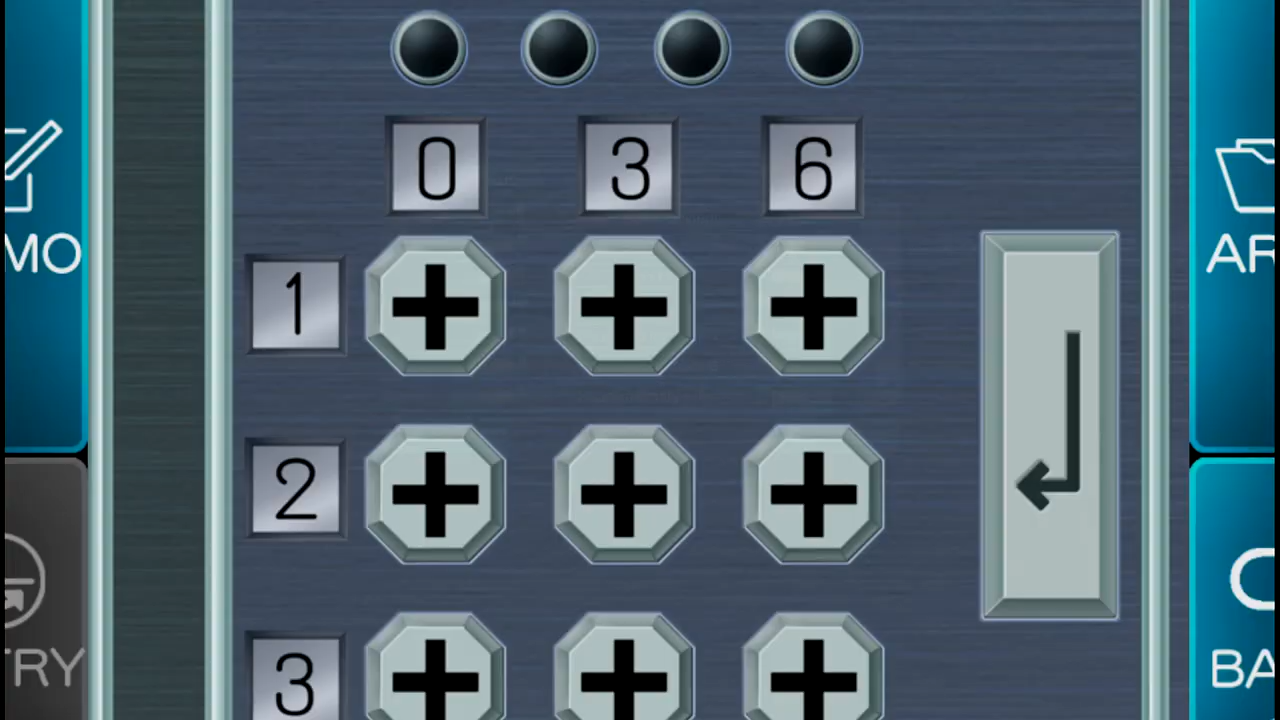 0 3 6
1 + + +
2 + + +
3 + + +
MO
TRY
AR
BA